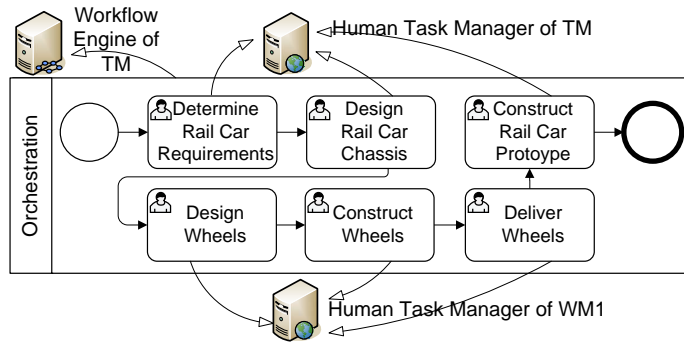 Workflow
Engine of
TM
Human Task Manager of TM
Orchestration
Determine
Rail Car
Requirements
Design
Rail Car
Chassis
Construct
Rail Car
Protoype
Design
Wheels
Construct
Wheels
Deliver
Wheels
Human Task Manager of WM1